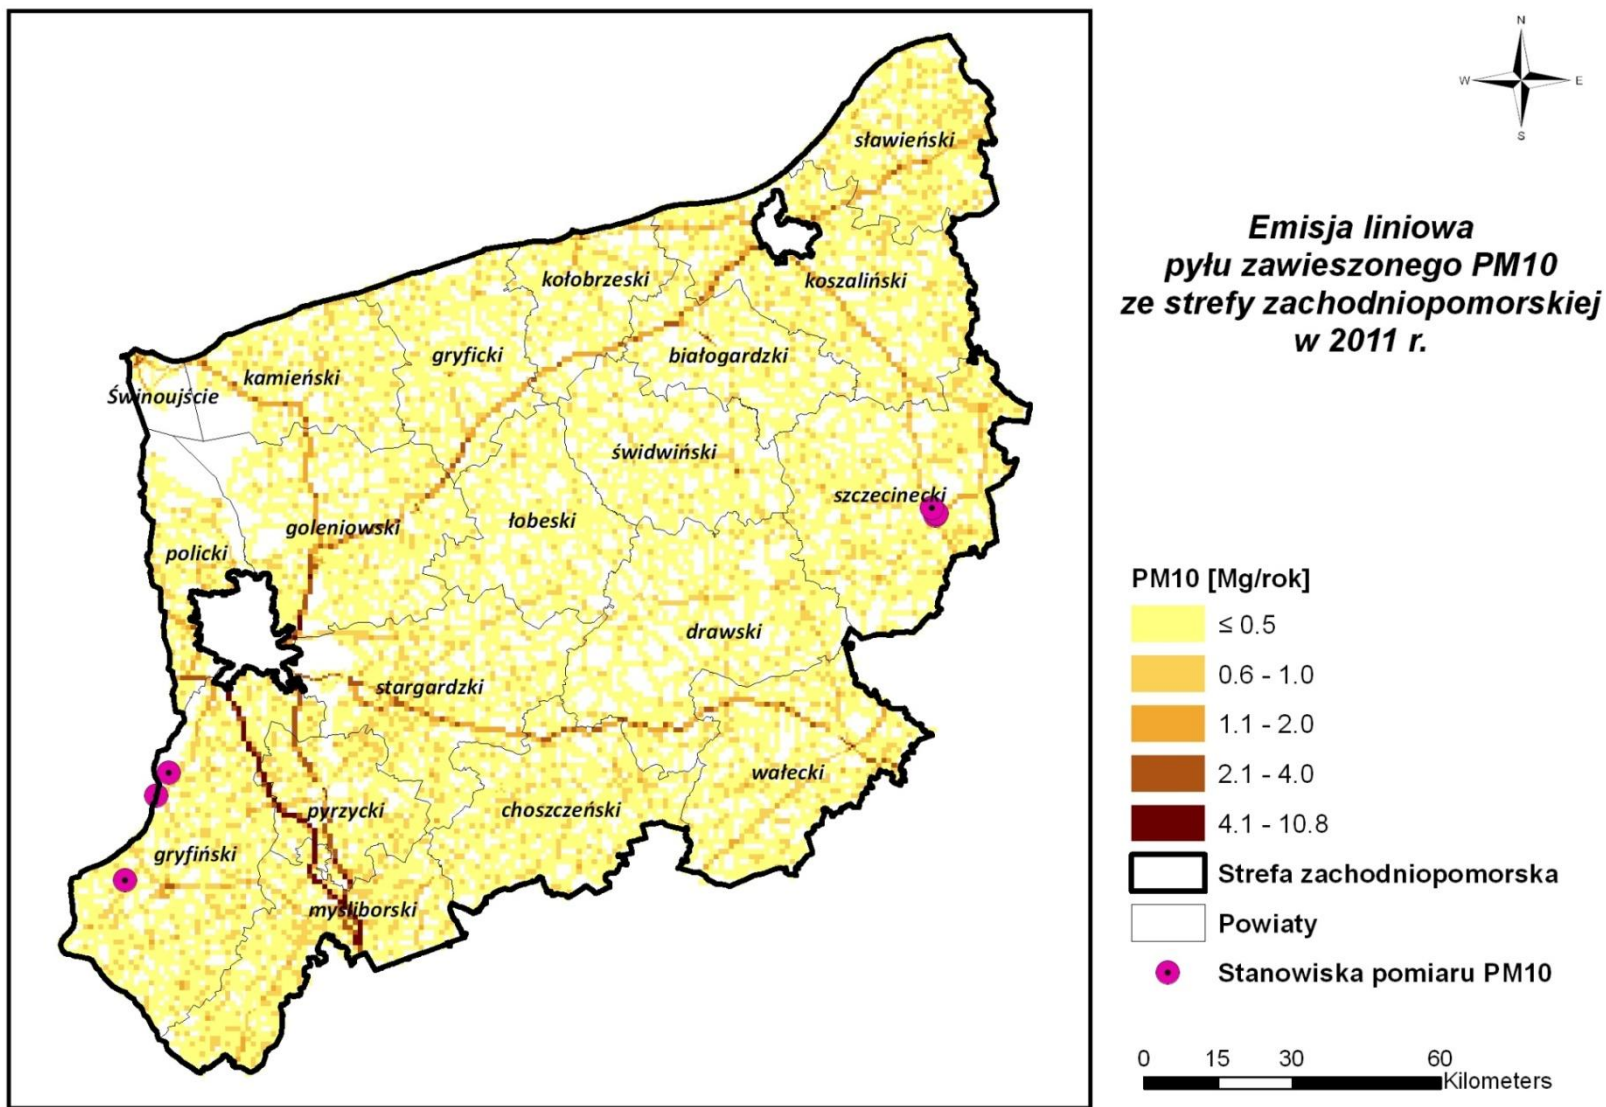 N
W
E
S
Emisja liniowa
pyłu zawieszonego PM10
ze strefy zachodniopomorskiej
w 2011 r.
sławieński
kołobrzeski
koszaliński
gryficki
białogardzki
kamieński
Świnoujście
świdwiński
szczecinecki
goleniowski
łobeski
policki
drawski
stargardzki
wałecki
pyrzycki
choszczeński
gryfiński
myśliborski
PM10 [Mg/rok]
≤ 0.5
0.6 - 1.0
1.1 - 2.0
2.1 - 4.0
4.1 - 10.8
Strefa zachodniopomorska
Powiaty
Stanowiska pomiaru PM10
0 15 30 60
Kilometers